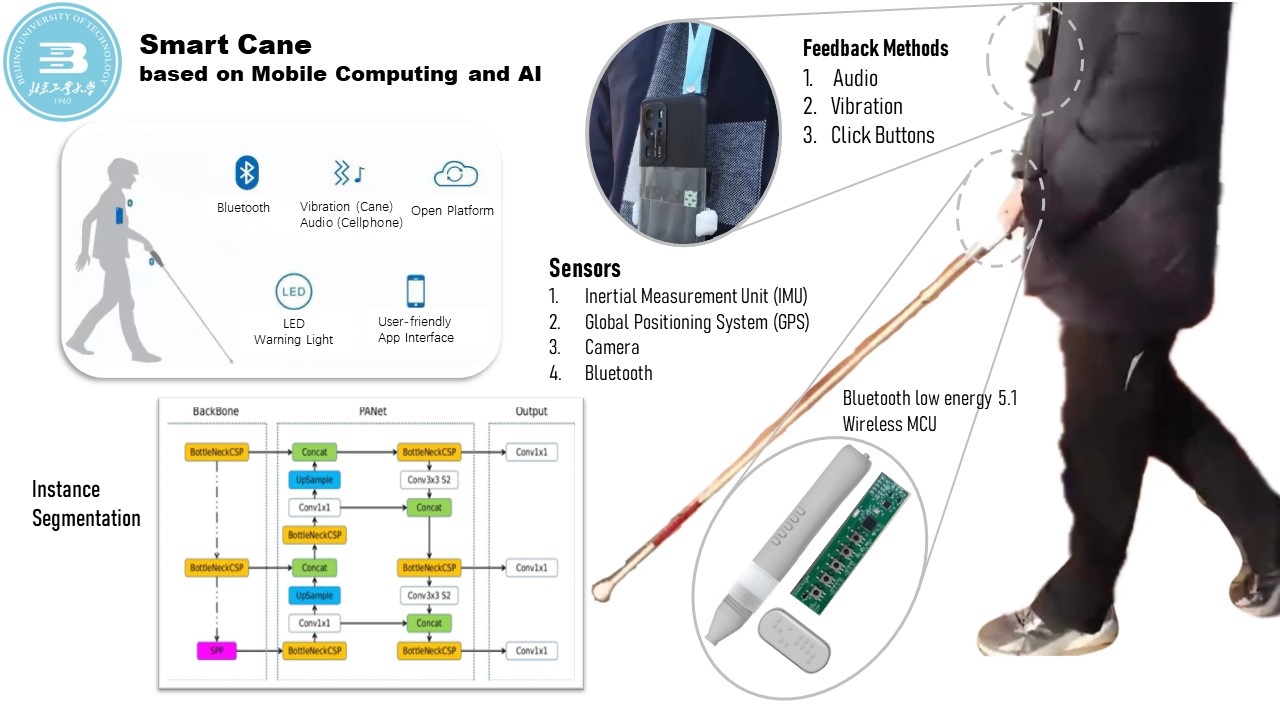 BEIJING UNIVERSITY OF TECHNOLOGY
北京工业大学
1960
Smart Cane
based on Mobile Computing and AI
Bluetooth
Vibration (Cane)
Audio (Cellphone)
Open Platform
LED
LED
Warning Light
User-friendly
App Interface
Feedback Methods
1. Audio
2. Vibration
3. Click Buttons
Sensors
1. Inertial Measurement Unit (IMU)
2. Global Positioning System (GPS)
3. Camera
4. Bluetooth
Bluetooth low energy 5.1
Wireless MCU
Instance
Segmentation
BackBone PANet Output
BottleNeckCSP Concat BottleNeckCSP Conv1x1
UpSample Conv3x3 S2
Conv1x1 Concat
BottleNeckCSP
BottleNeckCSP Concat BottleNeckCSP Conv1x1
UpSample Conv3x3 S2
Conv1x1 Concat
SPP BottleNeckCSP BottleNeckCSP Conv1x1